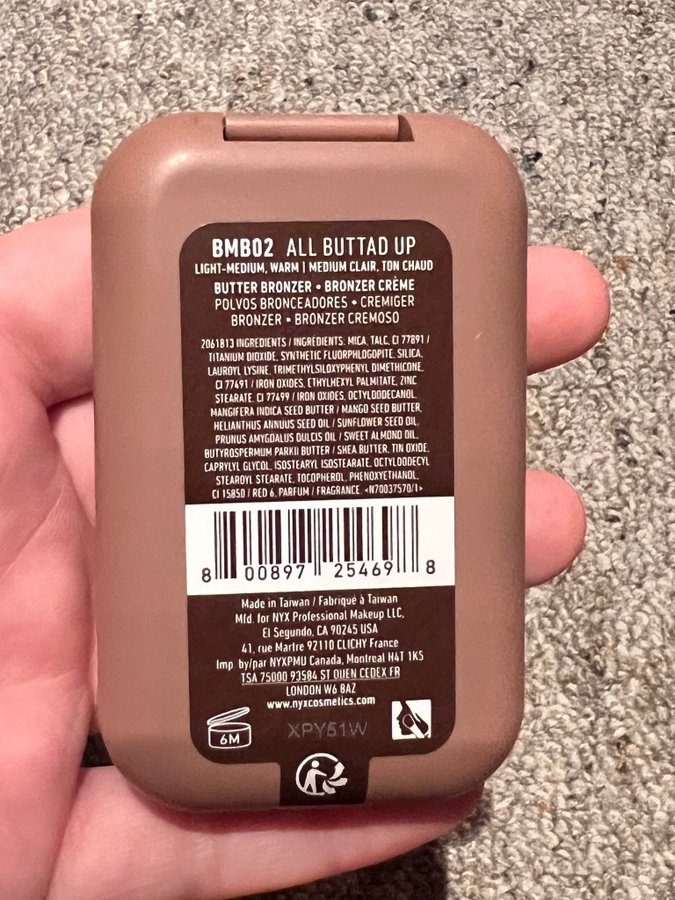 BMB02 ALL BUTTAD UP
LIGHT-MEDIUM, WARM | MEDIUM CLAIR, TON CHAUD
BUTTER BRONZER • BRONZER CRÈME
POLVOS BRONCEADORES • CREMIGER
BRONZER • BRONZER CREMOSO
2061813 INGREDIENTS / INGREDIENTS: MICA, TALC, CI 77891 /
TITANIUM DIOXIDE, SYNTHETIC FLUORPHLOGOPITE, SILICA,
LAUROYL LYSINE, TRIMETHYLSILOXYPHENYL DIMETHICONE,
CI 77491 / IRON OXIDES, ETHYLHEXYL PALMITATE, ZINC
STEARATE, CI 77499 / IRON OXIDES, OCTYLDODECANOL,
MANGIFERA INDICA SEED BUTTER / MANGO SEED BUTTER,
HELIANTHUS ANNUUS SEED OIL / SUNFLOWER SEED OIL,
PRUNUS AMYGDALUS DULCIS OIL / SWEET ALMOND OIL,
BUTYROSPERMUM PARKII BUTTER / SHEA BUTTER, TIN OXIDE,
CAPRYLYL GLYCOL, ISOSTEARYL ISOSTEARATE, OCTYLDODECYL
STEAROYL STEARATE, TOCOPHEROL, PHENOXYETHANOL,
CI 15850 / RED 6, PARFUM / FRAGRANCE. <N70037570/1>
8 00897 25469 8
Made in Taiwan / Fabriqué à Taiwan
Mfd. for NYX Professional Makeup LLC,
El Segundo, CA 90245 USA
41, rue Martre 92110 CLICHY France
Imp. by/par NYXPMU Canada, Montreal H4T 1K5
TSA 75000 93584 ST OUEN CEDEX FR
LONDON W6 8AZ
www.nyxcosmetics.com
6M
XPY51W